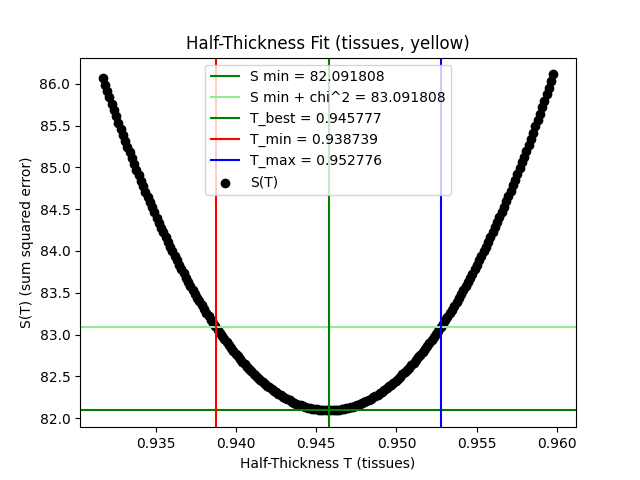 Half-Thickness Fit (tissues, yellow)
S min = 82.091808
S min + chi^2 = 83.091808
T_best = 0.945777
T_min = 0.938739
T_max = 0.952776
S(T)
S(T) (sum squared error)
86.0
85.5
85.0
84.5
84.0
83.5
83.0
82.5
82.0
0.935 0.940 0.945 0.950 0.955 0.960
Half-Thickness T (tissues)